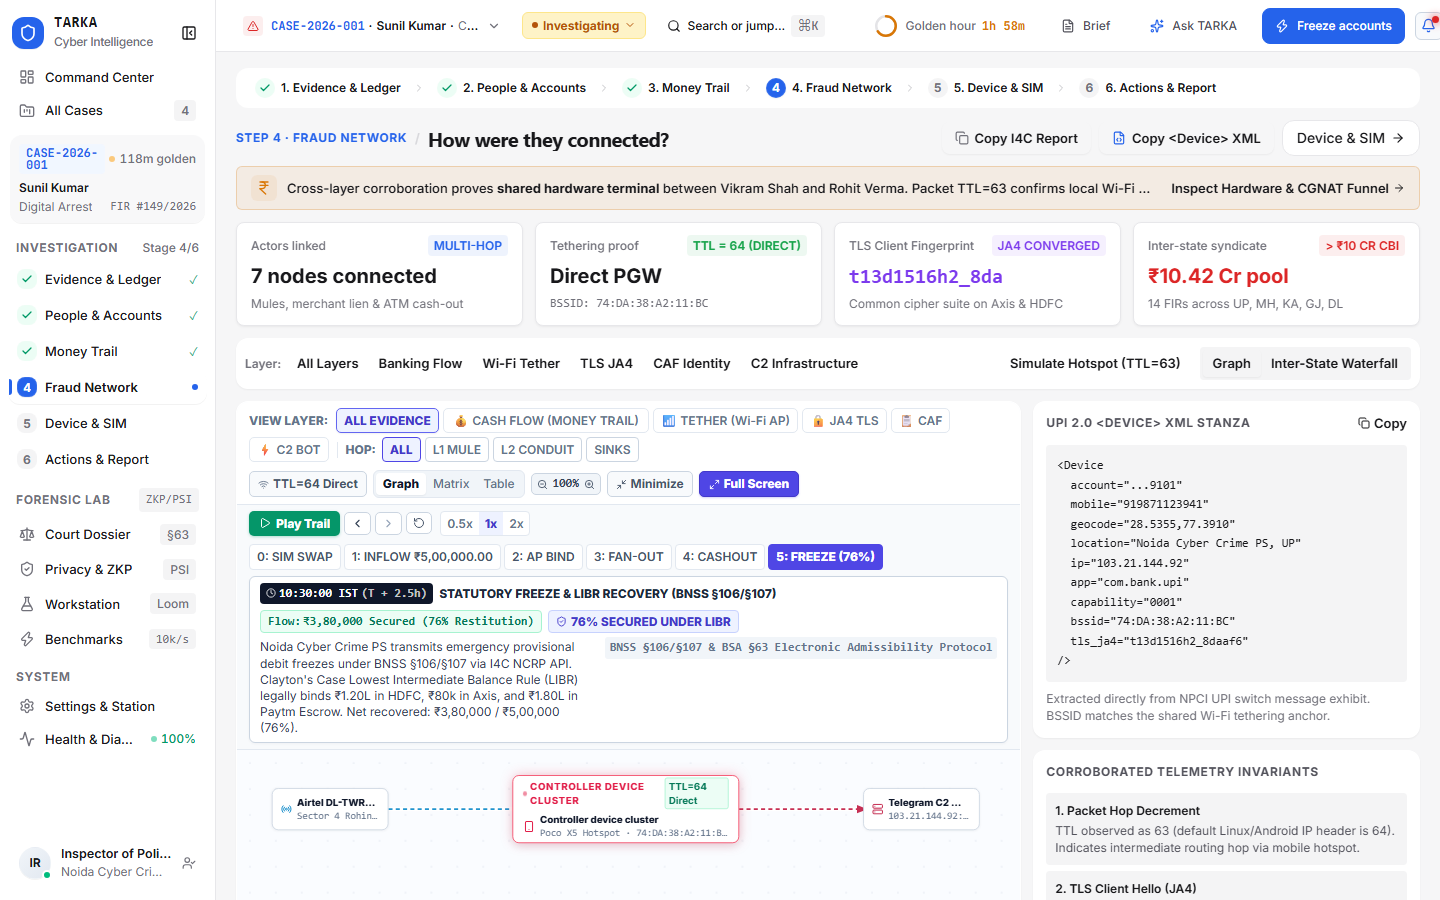 TARKA
Cyber Intelligence
Command Center
All Cases 4
CASE-2026-001
118m golden
Sunil Kumar
Digital Arrest FIR #149/2026
INVESTIGATION Stage 4/6
Evidence & Ledger
People & Accounts
Money Trail
4 Fraud Network
5 Device & SIM
6 Actions & Report
FORENSIC LAB ZKP/PSI
Court Dossier §63
Privacy & ZKP PSI
Workstation Loom
Benchmarks 10k/s
SYSTEM
Settings & Station
Health & Dia... 100%
IR
Inspector of Poli...
Noida Cyber Cri...
CASE-2026-001 · Sunil Kumar · C...
Investigating
Search or jump... ⌘K
Golden hour 1h 58m
Brief
Ask TARKA
Freeze accounts
1. Evidence & Ledger
2. People & Accounts
3. Money Trail
4 4. Fraud Network
5 5. Device & SIM
6 6. Actions & Report
STEP 4 · FRAUD NETWORK / How were they connected?
Copy I4C Report
Copy <Device> XML
Device & SIM →
₹ Cross-layer corroboration proves shared hardware terminal between Vikram Shah and Rohit Verma. Packet TTL=63 confirms local Wi-Fi ...
Inspect Hardware & CGNAT Funnel →
Actors linked MULTI-HOP
7 nodes connected
Mules, merchant lien & ATM cash-out
Tethering proof TTL = 64 (DIRECT)
Direct PGW
BSSID: 74:DA:38:A2:11:BC
TLS Client Fingerprint JA4 CONVERGED
t13d1516h2_8da
Common cipher suite on Axis & HDFC
Inter-state syndicate > ₹10 CR CBI
₹10.42 Cr pool
14 FIRs across UP, MH, KA, GJ, DL
Layer: All Layers Banking Flow Wi-Fi Tether TLS JA4 CAF Identity C2 Infrastructure
Simulate Hotspot (TTL=63) Graph Inter-State Waterfall
VIEW LAYER: ALL EVIDENCE CASH FLOW (MONEY TRAIL) TETHER (Wi-Fi AP) JA4 TLS CAF
C2 BOT HOP: ALL L1 MULE L2 CONDUIT SINKS
TTL=64 Direct Graph Matrix Table 100% Minimize Full Screen
Play Trail 0.5x 1x 2x
0: SIM SWAP 1: INFLOW ₹5,00,000.00 2: AP BIND 3: FAN-OUT 4: CASHOUT 5: FREEZE (76%)
10:30:00 IST (T + 2.5h) STATUTORY FREEZE & LIBR RECOVERY (BNSS §106/§107)
Flow: ₹3,80,000 Secured (76% Restitution) 76% SECURED UNDER LIBR
Noida Cyber Crime PS transmits emergency provisional
debit freezes under BNSS §106/§107 via I4C NCRP API.
Clayton's Case Lowest Intermediate Balance Rule (LIBR)
legally binds ₹1.20L in HDFC, ₹80k in Axis, and ₹1.80L in
Paytm Escrow. Net recovered: ₹3,80,000 / ₹5,00,000
(76%).
BNSS §106/§107 & BSA §63 Electronic Admissibility Protocol
Airtel DL-TWR...
Sector 4 Rohin...
CONTROLLER DEVICE CLUSTER
TTL=64 Direct
Controller device cluster
Poco X5 Hotspot · 74:DA:38:A2:11:B...
Telegram C2 ...
103.21.144.92:...
UPI 2.0 <DEVICE> XML STANZA Copy
<Device
account="...9101"
mobile="919871123941"
geocode="28.5355,77.3910"
location="Noida Cyber Crime PS, UP"
ip="103.21.144.92"
app="com.bank.upi"
capability="0001"
bssid="74:DA:38:A2:11:BC"
tls_ja4="t13d1516h2_8daaf6"
/>
Extracted directly from NPCI UPI switch message exhibit.
BSSID matches the shared Wi-Fi tethering anchor.
CORROBORATED TELEMETRY INVARIANTS
1. Packet Hop Decrement
TTL observed as 63 (default Linux/Android IP header is 64).
Indicates intermediate routing hop via mobile hotspot.
2. TLS Client Hello (JA4)